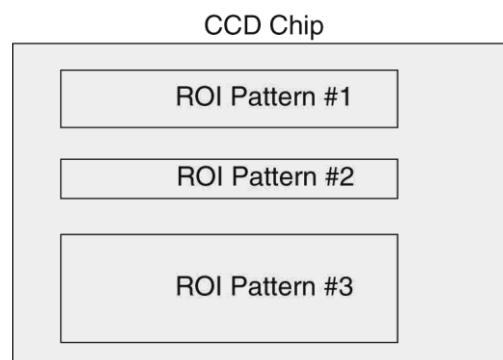 CCD Chip
ROI Pattern #1
ROI Pattern #2
ROI Pattern #3